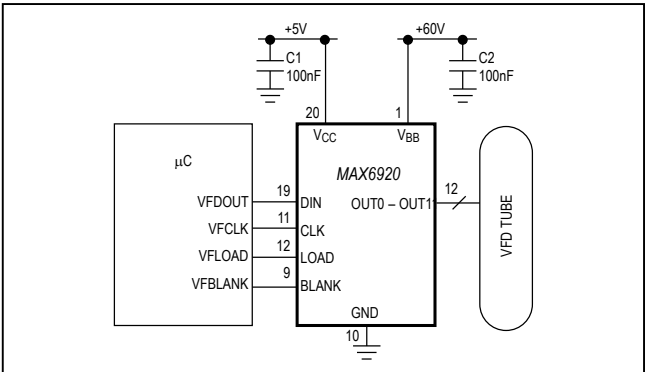 +5V
+60V
C1
100nF
C2
100nF
20
1
VCC
VBB
µC
MAX6920
VFDOUT
19
DIN
OUT0 – OUT1
12
VFCLK
11
CLK
VFLOAD
12
LOAD
VFBLANK
9
BLANK
VFD TUBE
GND
10